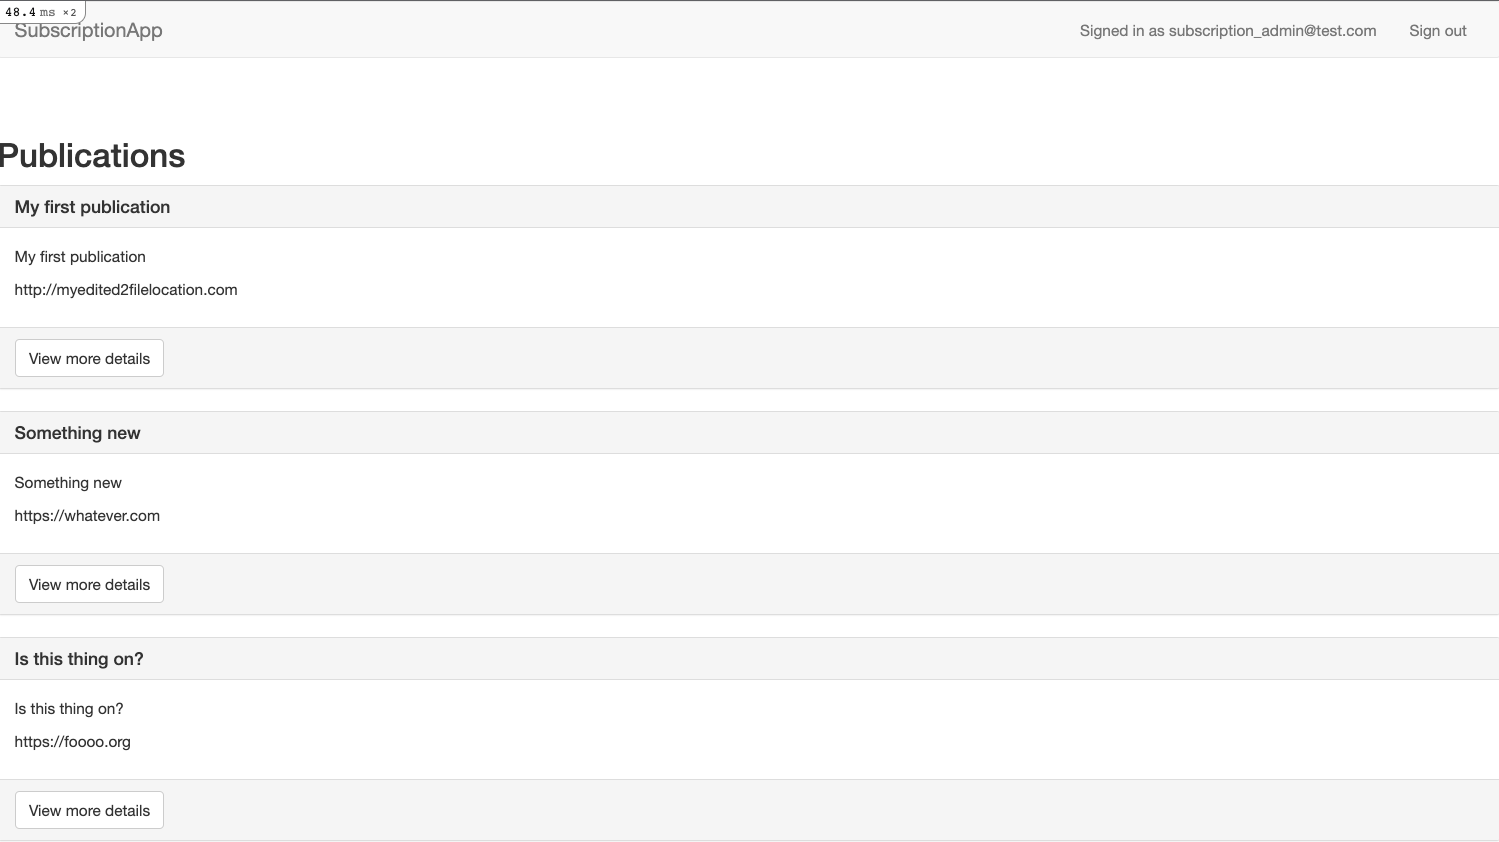 48.4 ms ×2
SubscriptionApp
Signed in as subscription_admin@test.com
Sign out
Publications
My first publication
My first publication
http://myedited2filelocation.com
View more details
Something new
Something new
https://whatever.com
View more details
Is this thing on?
Is this thing on?
https://foooo.org
View more details